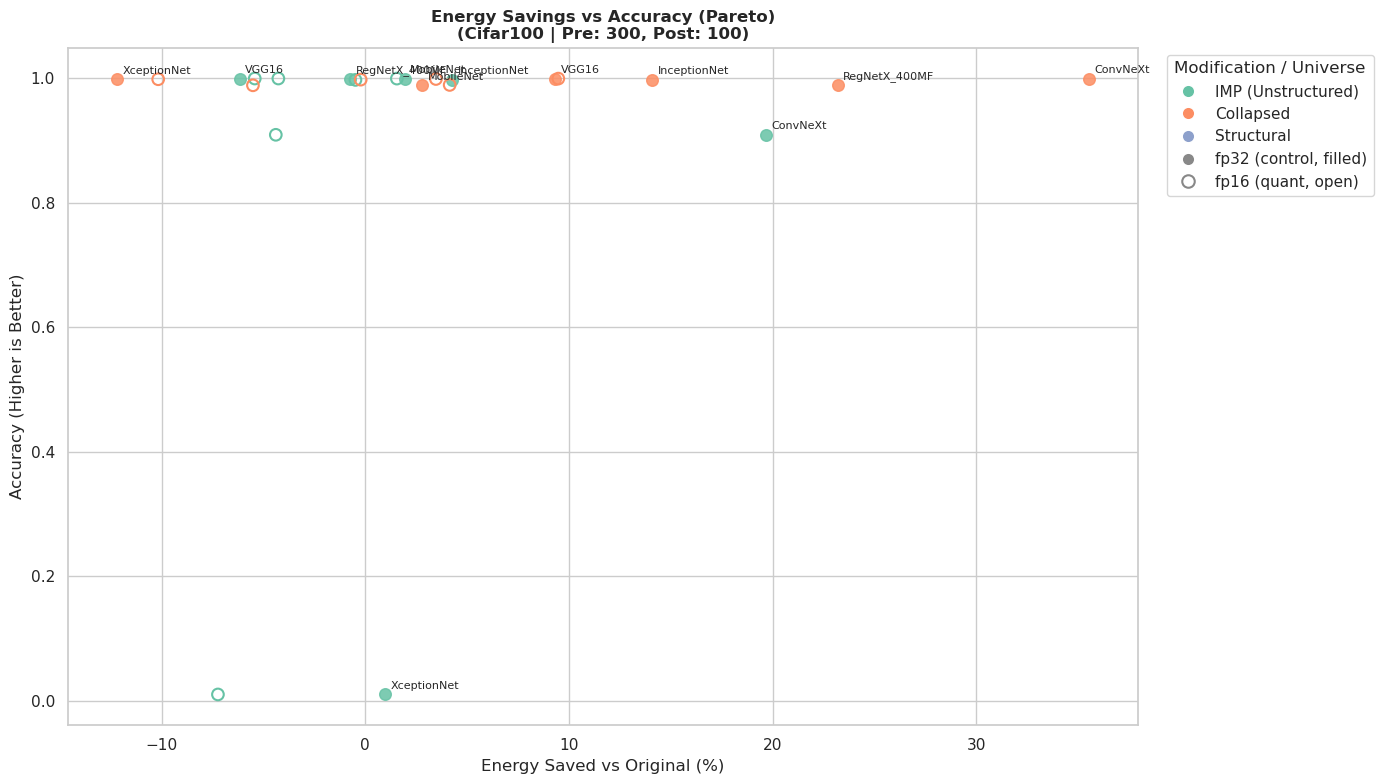 Energy Savings vs Accuracy (Pareto)
(Cifar100 | Pre: 300, Post: 100)
XceptionNet
VGG16
RegNetX_400MF
MobileNet
MobileNet
InceptionNet
VGG16
InceptionNet
RegNetX_400MF
ConvNeXt
ConvNeXt
XceptionNet
1.0
0.8
0.6
0.4
0.2
0.0
Accuracy (Higher is Better)
−10
0
10
20
30
Energy Saved vs Original (%)
Modification / Universe
IMP (Unstructured)
Collapsed
Structural
fp32 (control, filled)
fp16 (quant, open)